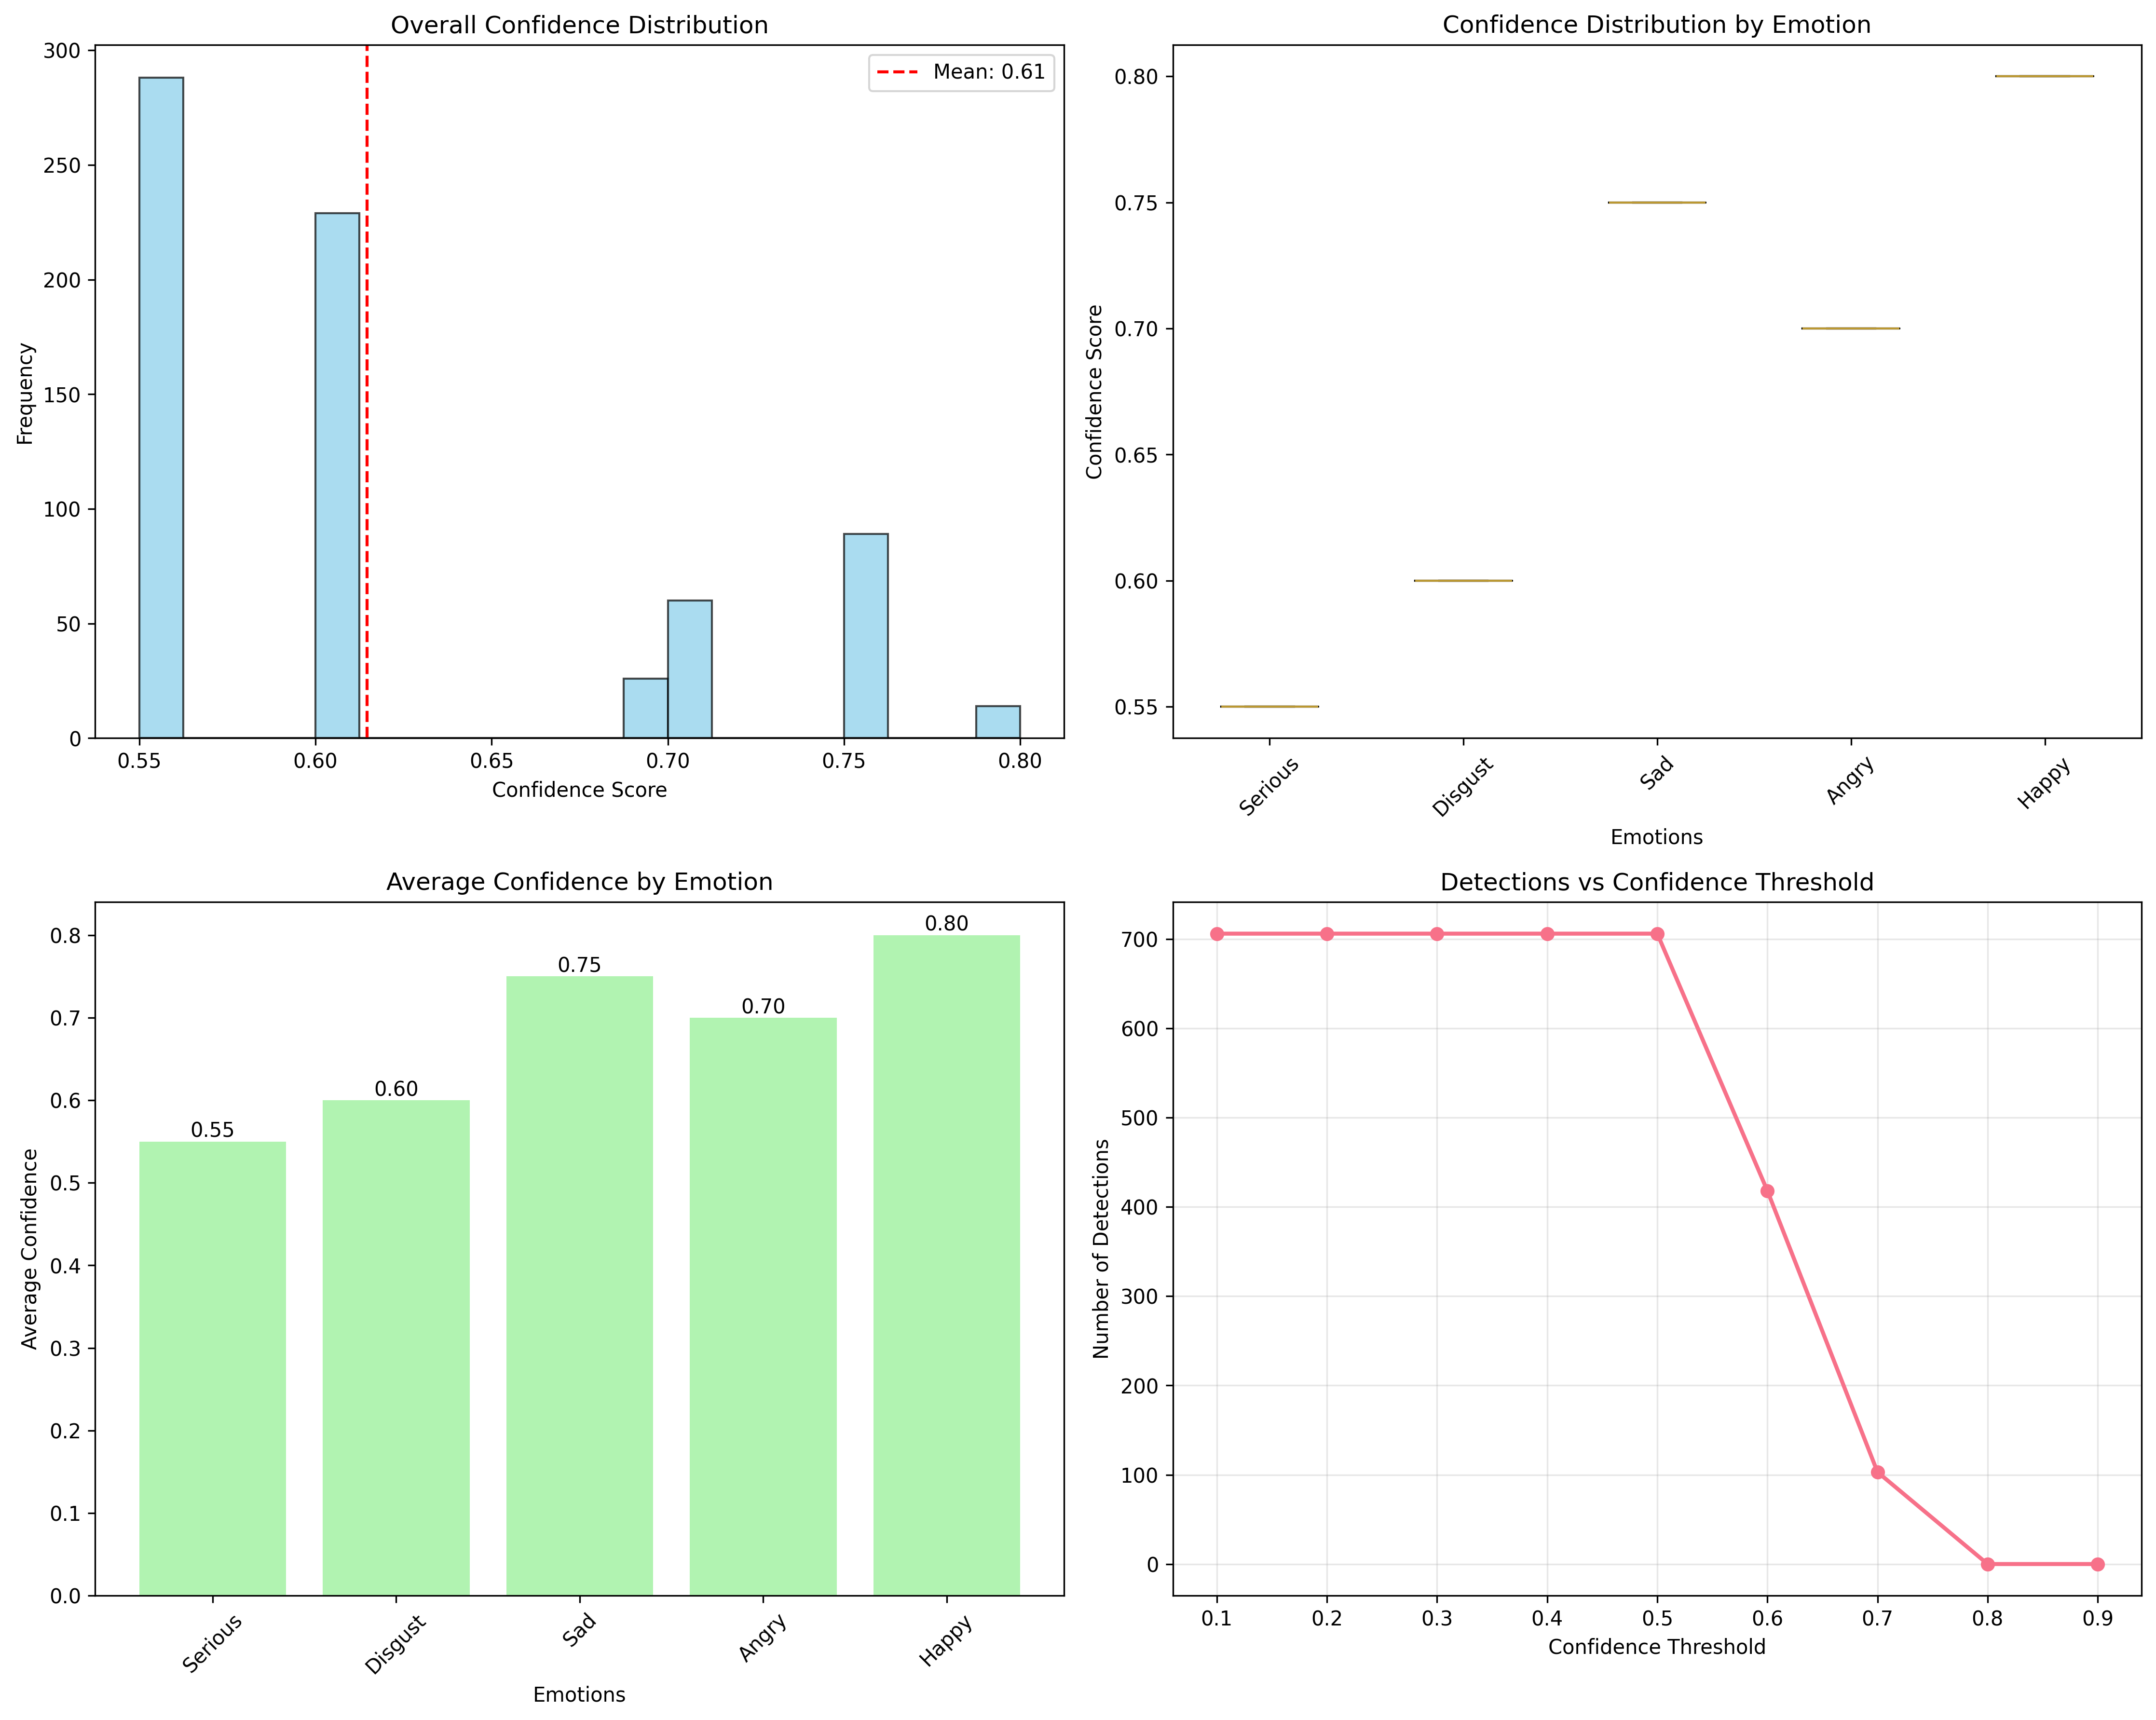 Overall Confidence Distribution
300
250
200
150
100
50
0
Frequency
Mean: 0.61
0.55 0.60 0.65 0.70 0.75 0.80
Confidence Score
Confidence Distribution by Emotion
0.80
0.75
0.70
0.65
0.60
0.55
Confidence Score
Serious Disgust Sad Angry Happy
Emotions
Average Confidence by Emotion
0.8
0.7
0.6
0.5
0.4
0.3
0.2
0.1
0.0
Average Confidence
0.55 0.60 0.75 0.70 0.80
Serious Disgust Sad Angry Happy
Emotions
Detections vs Confidence Threshold
700
600
500
400
300
200
100
0
Number of Detections
0.1 0.2 0.3 0.4 0.5 0.6 0.7 0.8 0.9
Confidence Threshold